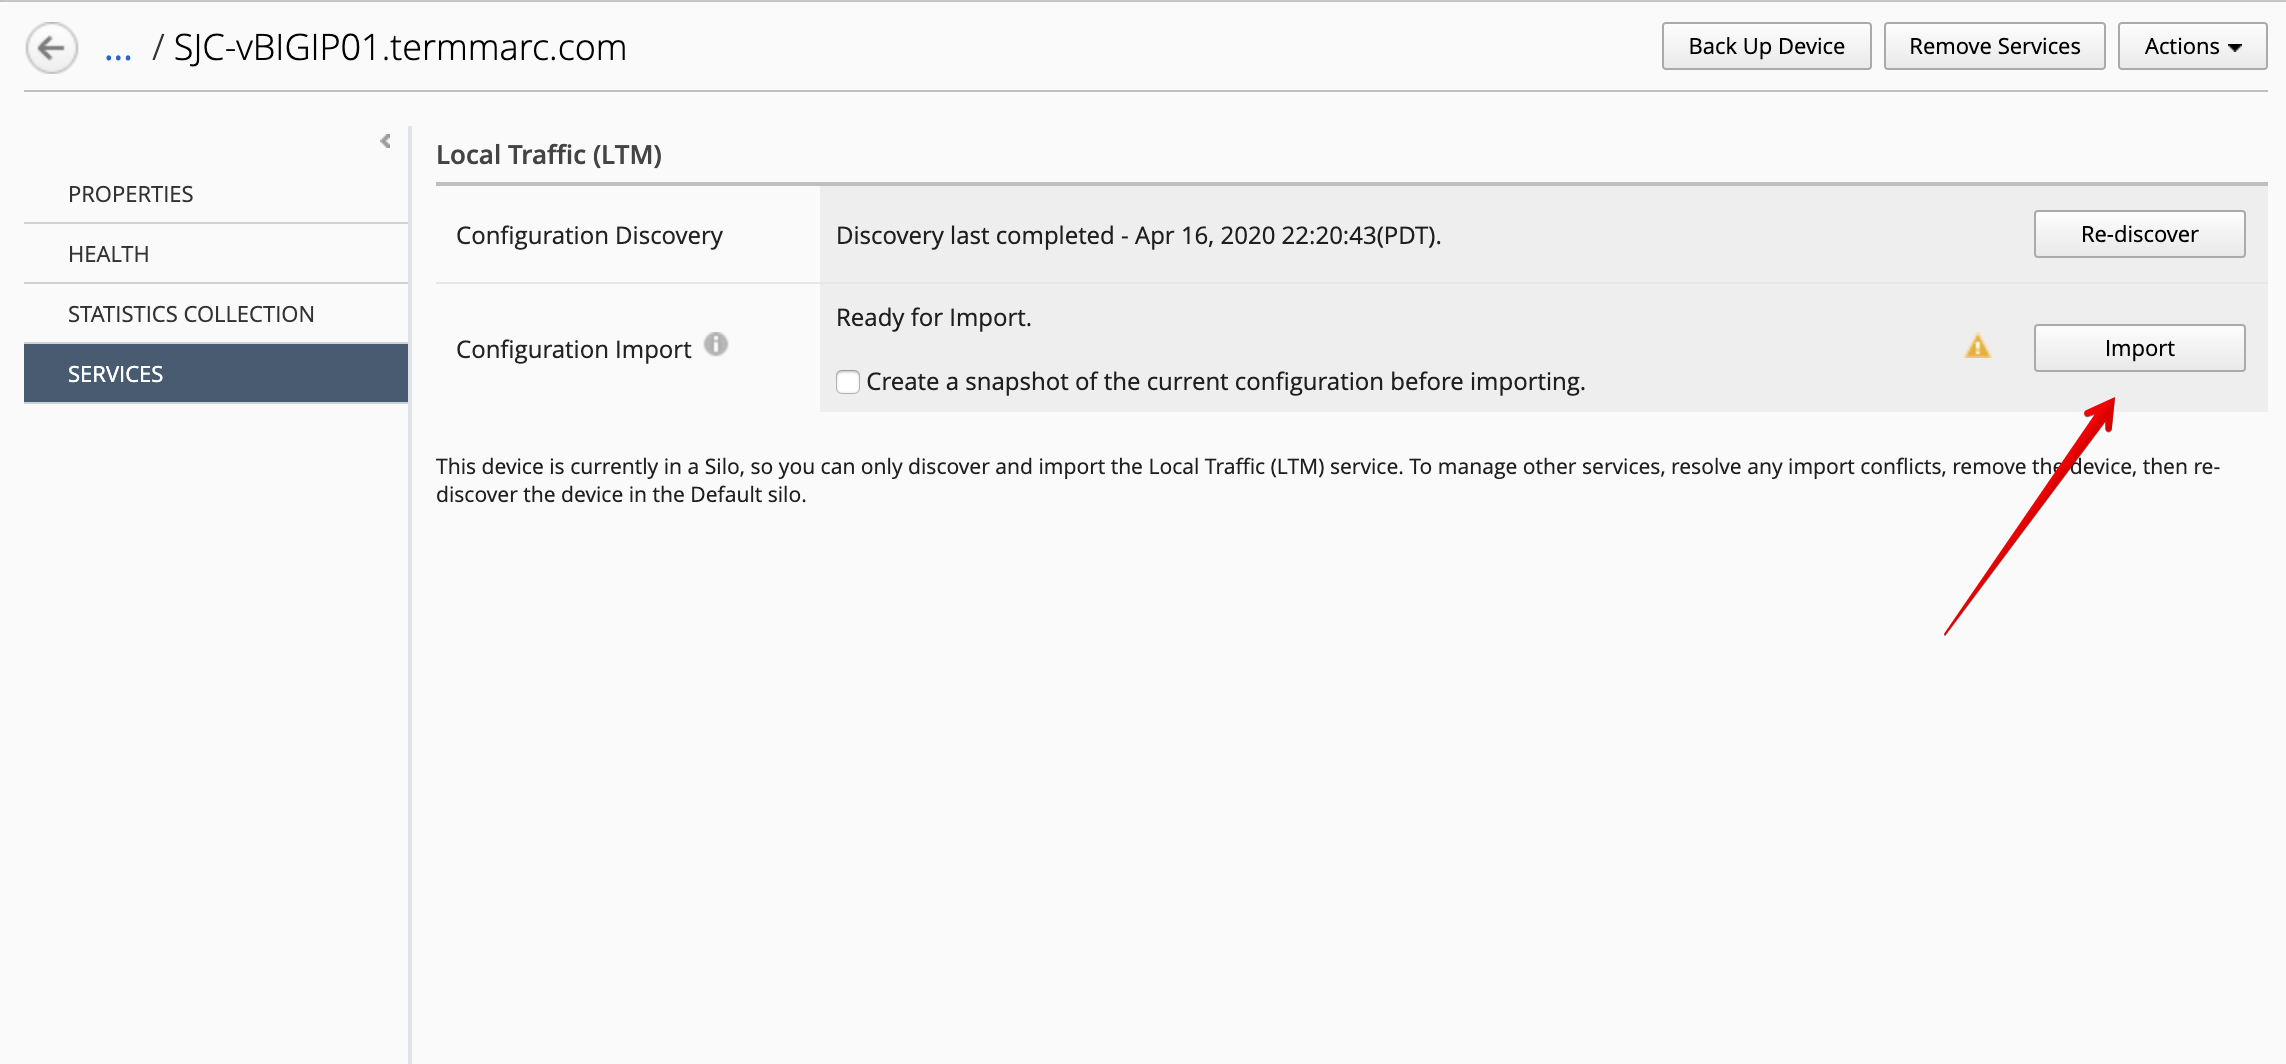 ... / SJC-vBIGIP01.termmarc.com
Back Up Device
Remove Services
Actions
PROPERTIES
HEALTH
STATISTICS COLLECTION
SERVICES
Local Traffic (LTM)
Configuration Discovery
Discovery last completed - Apr 16, 2020 22:20:43(PDT).
Re-discover
Configuration Import
Ready for Import.
Create a snapshot of the current configuration before importing.
Import
This device is currently in a Silo, so you can only discover and import the Local Traffic (LTM) service. To manage other services, resolve any import conflicts, remove the device, then re-
discover the device in the Default silo.